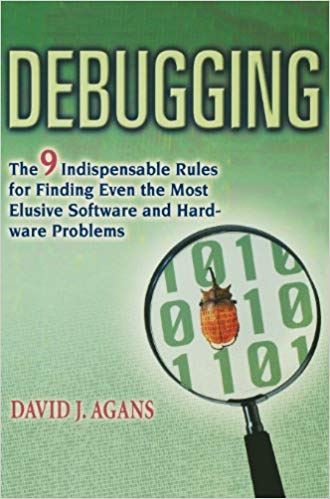 DEBUGGING
The 9 Indispensable Rules
for Finding Even the Most
Elusive Software and Hard-
ware Problems
1010
010
1101
DAVID J. AGANS